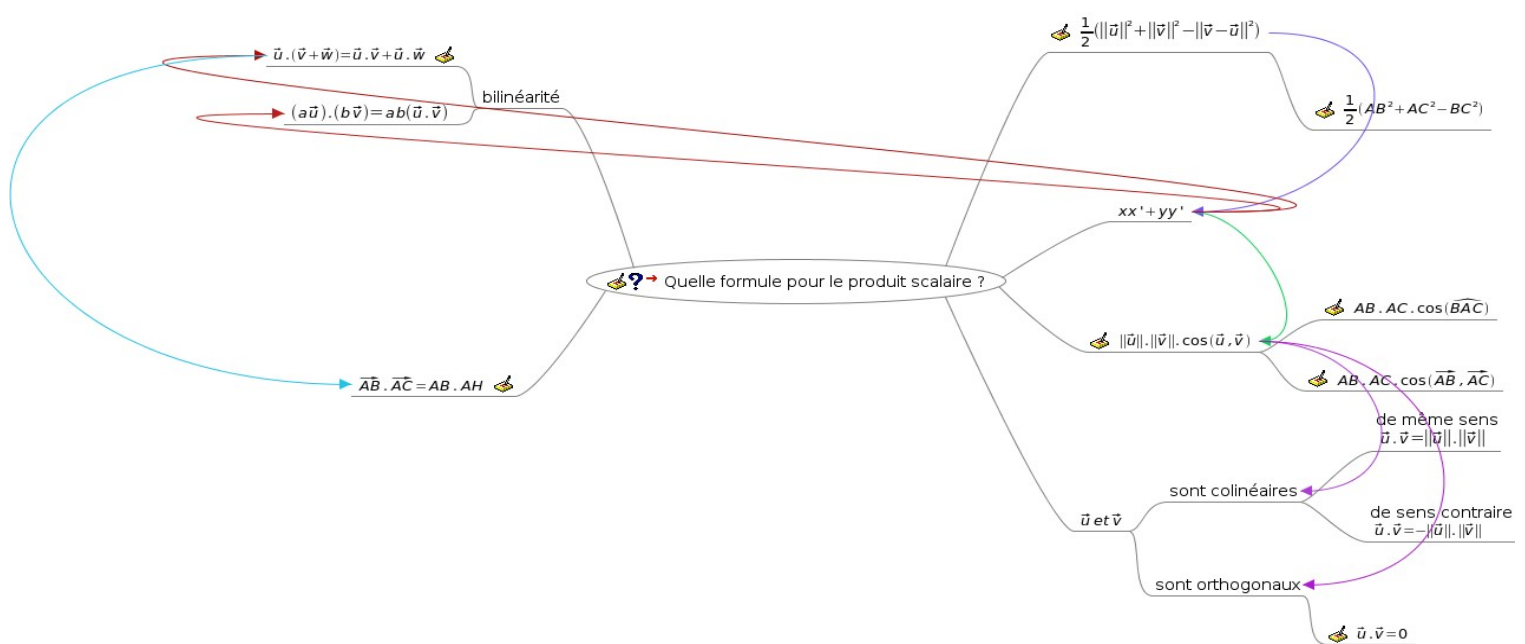 Quelle formule pour le produit scalaire ?
bilinéarité
u⃗.(v⃗+w⃗)=u⃗.v⃗+u⃗.w⃗
(au⃗).(bv⃗)=ab(u⃗.v⃗)
A͞B⃗.A͞C⃗=AB.AH
½(||u⃗||²+||v⃗||²−||v⃗−u⃗||²)
½(AB²+AC²−BC²)
xx'+yy'
||u⃗||.||v⃗||.cos(u⃗,v⃗)
AB.AC.cos(B͡AC)
AB.AC.cos(AB⃗,AC⃗)
u⃗ et v⃗
sont colinéaires
de même sens
u⃗.v⃗=||u⃗||.||v⃗||
de sens contraire
u⃗.v⃗=−||u⃗||.||v⃗||
sont orthogonaux
u⃗.v⃗=0